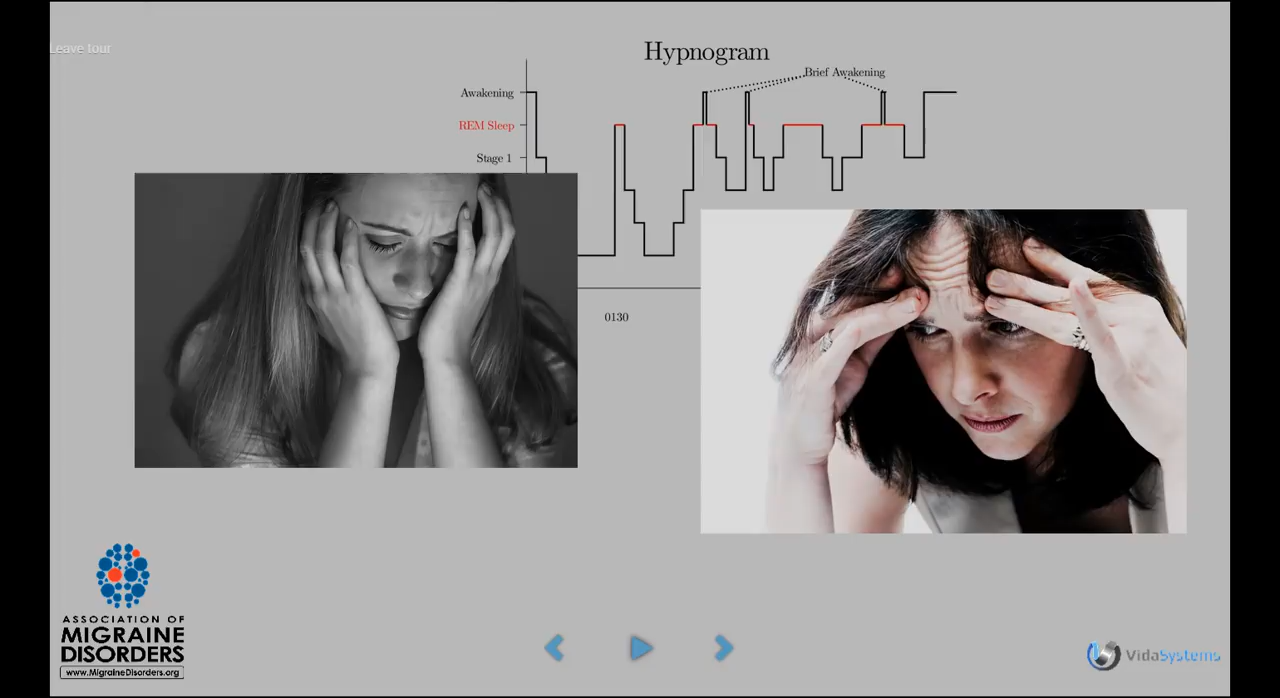 Leave tour
Hypnogram
Brief Awakening
Awakening
REM Sleep
Stage 1
0130
ASSOCIATION OF
MIGRAINE
DISORDERS
www.MigraineDisorders.org
VidaSystems